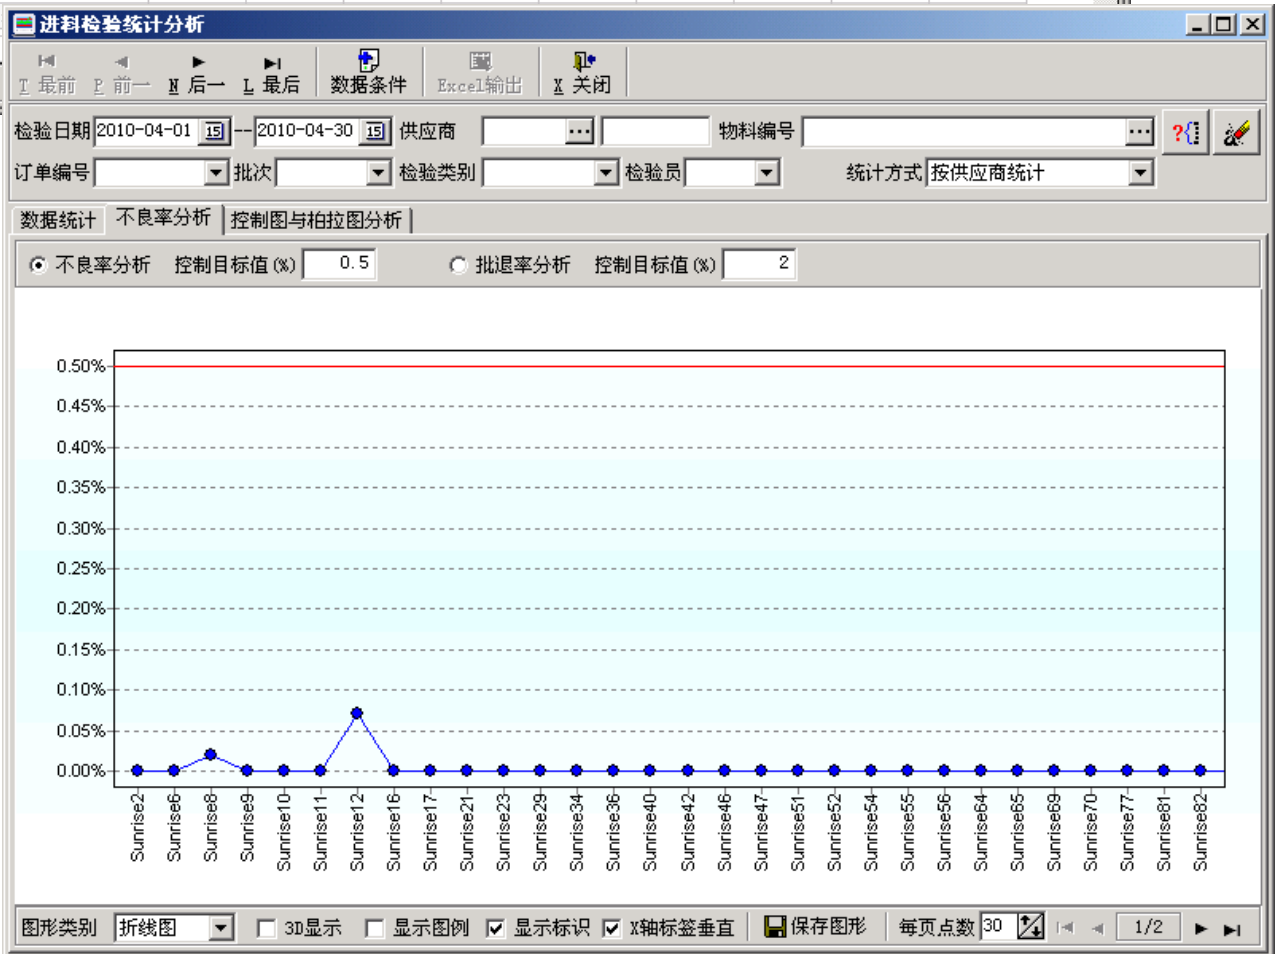 进料检验统计分析
T 最前 P 前一 N 后一 L 最后 数据条件 Excel输出 X 关闭
检验日期 2010-04-01 15 -- 2010-04-30 15 供应商 ... 物料编号 ... ?{}
订单编号 批次 检验类别 检验员 统计方式 按供应商统计
数据统计 不良率分析 控制图与柏拉图分析
不良率分析 控制目标值(%) 0.5 批退率分析 控制目标值(%) 2
0.50%
0.45%
0.40%
0.35%
0.30%
0.25%
0.20%
0.15%
0.10%
0.05%
0.00%
Sunrise2 Sunrise6 Sunrise8 Sunrise9 Sunrise10 Sunrise11 Sunrise12 Sunrise16 Sunrise17 Sunrise21 Sunrise23 Sunrise29 Sunrise34 Sunrise36 Sunrise40 Sunrise42 Sunrise46 Sunrise47 Sunrise51 Sunrise52 Sunrise54 Sunrise55 Sunrise56 Sunrise64 Sunrise65 Sunrise69 Sunrise70 Sunrise77 Sunrise81 Sunrise82
图形类别 折线图 3D显示 显示图例 显示标识 X轴标签垂直 保存图形 每页点数 30 1/2